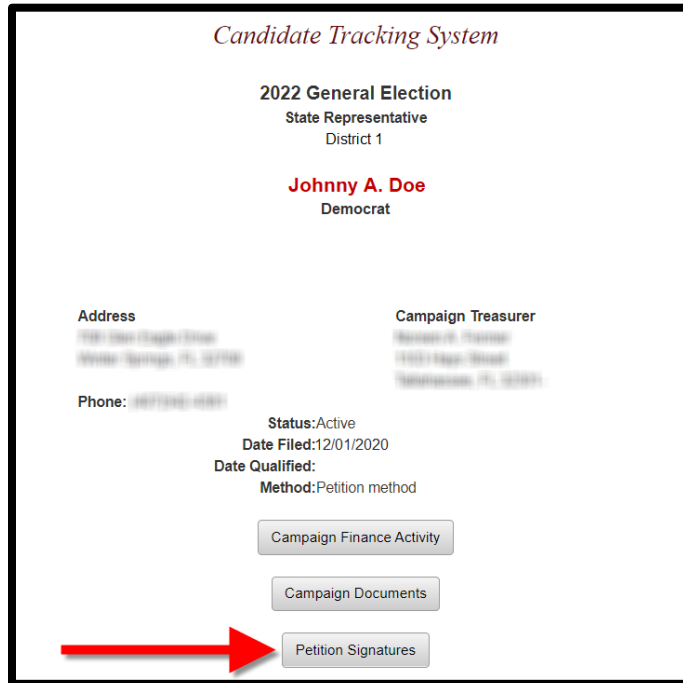 Candidate Tracking System
2022 General Election
State Representative
District 1
Johnny A. Doe
Democrat
Address
Campaign Treasurer
Phone:
Status:Active
Date Filed:12/01/2020
Date Qualified:
Method:Petition method
Campaign Finance Activity
Campaign Documents
Petition Signatures